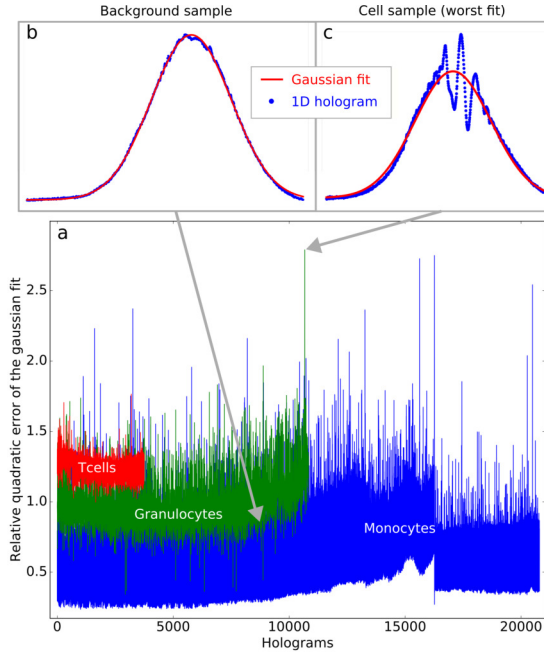 Background sample
Cell sample (worst fit)
b
c
Gaussian fit
1D hologram
a
Relative quadratic error of the gaussian fit
2.5
2.0
1.5
1.0
0.5
Tcells
Granulocytes
Monocytes
0
5000
10000
15000
20000
Holograms